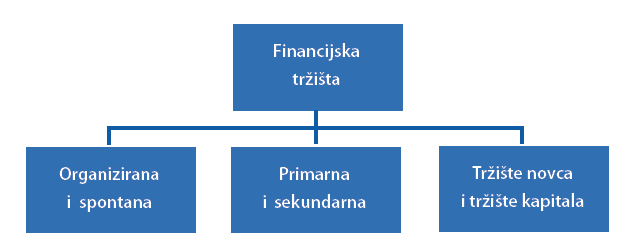 Financijska
tržišta
Organizirana
i spontana
Primarna
i sekundarna
Tržište novca
i tržište kapitala